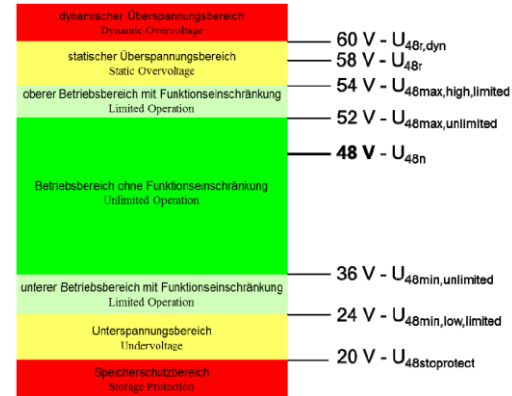 dynamischer Überspannungsbereich
Dynamic Overvoltage
60 V - U48r,dyn
statischer Überspannungsbereich
Static Overvoltage
58 V - U48r
54 V - U48max,high,limited
oberer Betriebsbereich mit Funktionseinschränkung
Limited Operation
52 V - U48max,unlimited
48 V - U48n
Betriebsbereich ohne Funktionseinschränkung
Unlimited Operation
36 V - U48min,unlimited
unterer Betriebsbereich mit Funktionseinschränkung
Limited Operation
24 V - U48min,low,limited
Unterspannungsbereich
Undervoltage
20 V - U48stoprotect
Speicherschutzbereich
Storage Protection